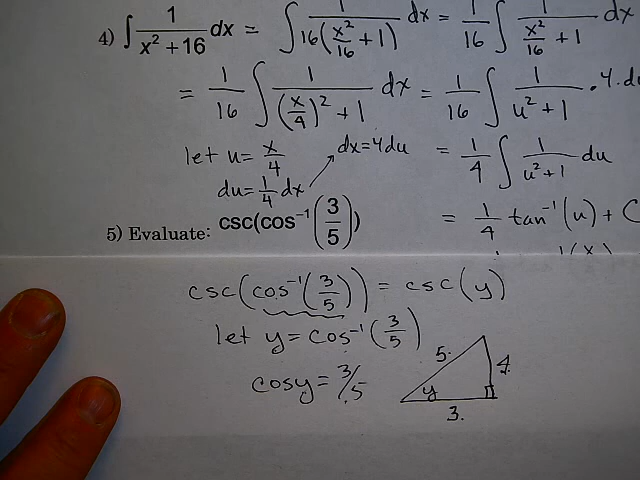 4) ∫ 1/(x² + 16) dx = ∫ 1/(16(x²/16 + 1)) dx = 1/16 ∫ 1/(x²/16 + 1) dx
= 1/16 ∫ 1/((x/4)² + 1) dx = 1/16 ∫ 1/(u² + 1) · 4 · du
let u = x/4 dx = 4du = 1/4 ∫ 1/(u² + 1) du
du = 1/4 dx
5) Evaluate: csc(cos⁻¹(3/5)) = 1/4 tan⁻¹(u) + C
csc(cos⁻¹(3/5)) = csc(y)
let y = cos⁻¹(3/5)
cos y = 3/5
5.
4
y
3.